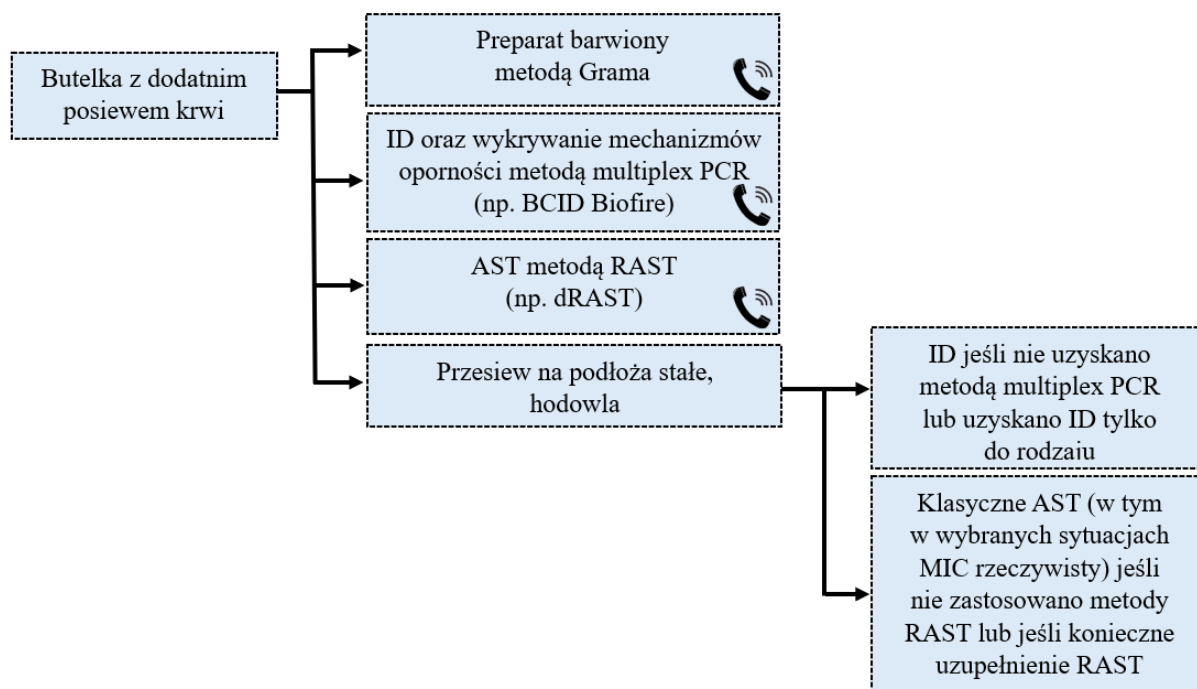 Butelka z dodatnim
posiewem krwi
Preparat barwiony
metodą Grama
ID oraz wykrywanie mechanizmów
oporności metodą multiplex PCR
(np. BCID Biofire)
AST metodą RAST
(np. dRAST)
Przesiew na podłoża stałe,
hodowla
ID jeśli nie uzyskano
metodą multiplex PCR
lub uzyskano ID tylko
do rodzaju
Klasyczne AST (w tym
w wybranych sytuacjach
MIC rzeczywisty) jeśli
nie zastosowano metody
RAST lub jeśli konieczne
uzupełnienie RAST